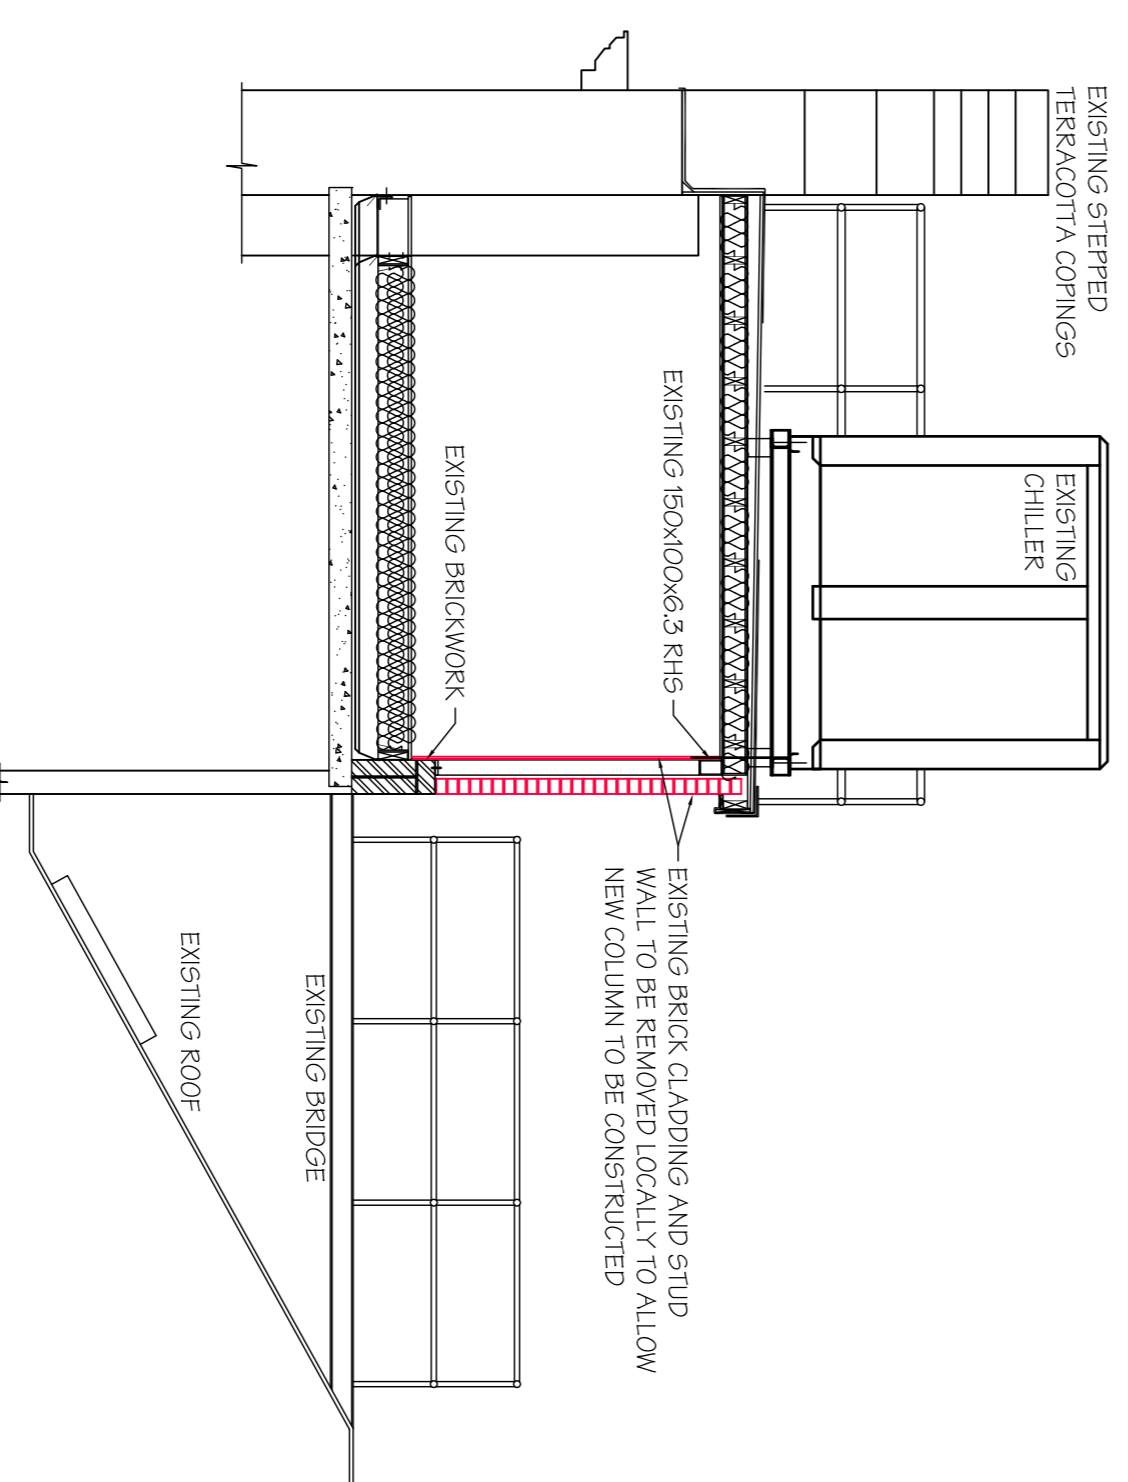 EXISTING STEPPED
TERRACOTTA COPINGS
EXISTING
CHILLER
EXISTING 150x100x6.3 RHS
EXISTING BRICKWORK
EXISTING BRICK CLADDING AND STUD
WALL TO BE REMOVED LOCALLY TO ALLOW
NEW COLUMN TO BE CONSTRUCTED
EXISTING BRIDGE
EXISTING ROOF